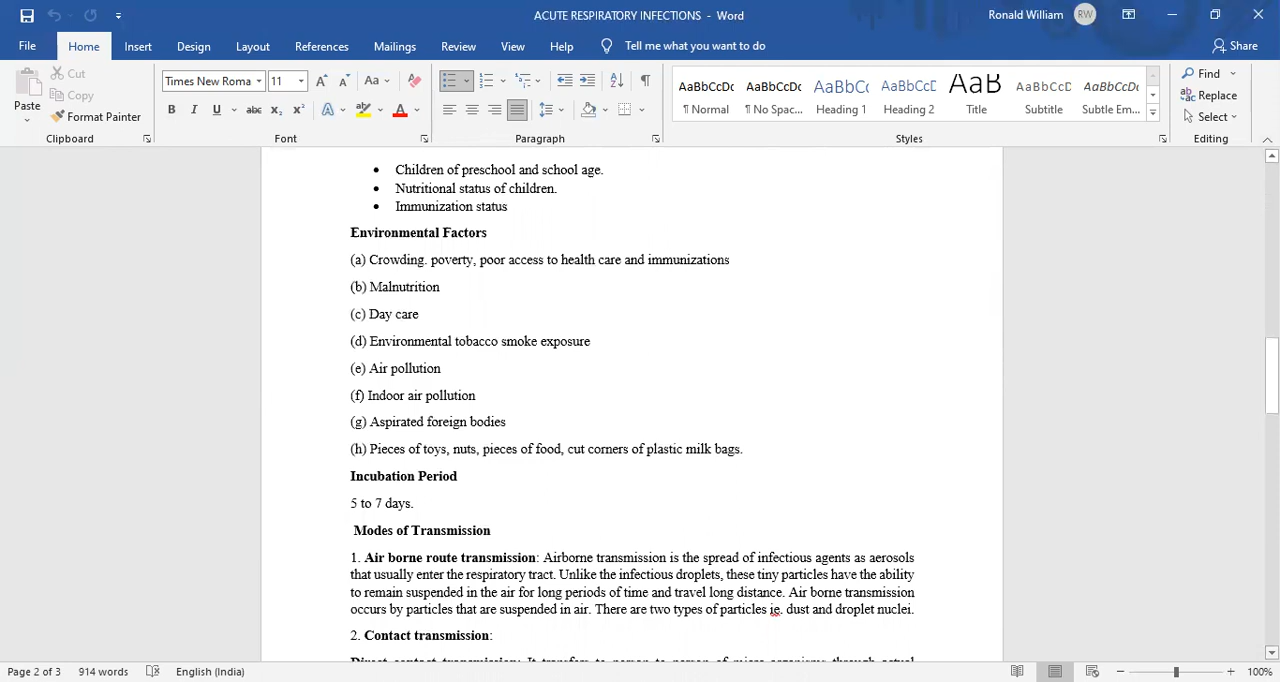 ACUTE RESPIRATORY INFECTIONS - Word
Ronald William RW
File Home Insert Design Layout References Mailings Review View Help Tell me what you want to do Share
Paste
Cut
Copy
Format Painter
Clipboard
Times New Roma 11
Font
Paragraph
AaBbCcDc AaBbCcDc AaBbC AaBbCcD AaB AaBbCcD AaBbCcDc
¶ Normal ¶ No Spac... Heading 1 Heading 2 Title Subtitle Subtle Em...
Styles
Find
Replace
Select
Editing
• Children of preschool and school age.
• Nutritional status of children.
• Immunization status
Environmental Factors
(a) Crowding. poverty, poor access to health care and immunizations
(b) Malnutrition
(c) Day care
(d) Environmental tobacco smoke exposure
(e) Air pollution
(f) Indoor air pollution
(g) Aspirated foreign bodies
(h) Pieces of toys, nuts, pieces of food, cut corners of plastic milk bags.
Incubation Period
5 to 7 days.
Modes of Transmission
1. Air borne route transmission: Airborne transmission is the spread of infectious agents as aerosols
that usually enter the respiratory tract. Unlike the infectious droplets, these tiny particles have the ability
to remain suspended in the air for long periods of time and travel long distance. Air borne transmission
occurs by particles that are suspended in air. There are two types of particles ie. dust and droplet nuclei.
2. Contact transmission:
Direct contact transmission: It transfer to person to person of micro organisms through actual
Page 2 of 3 914 words English (India) 100%